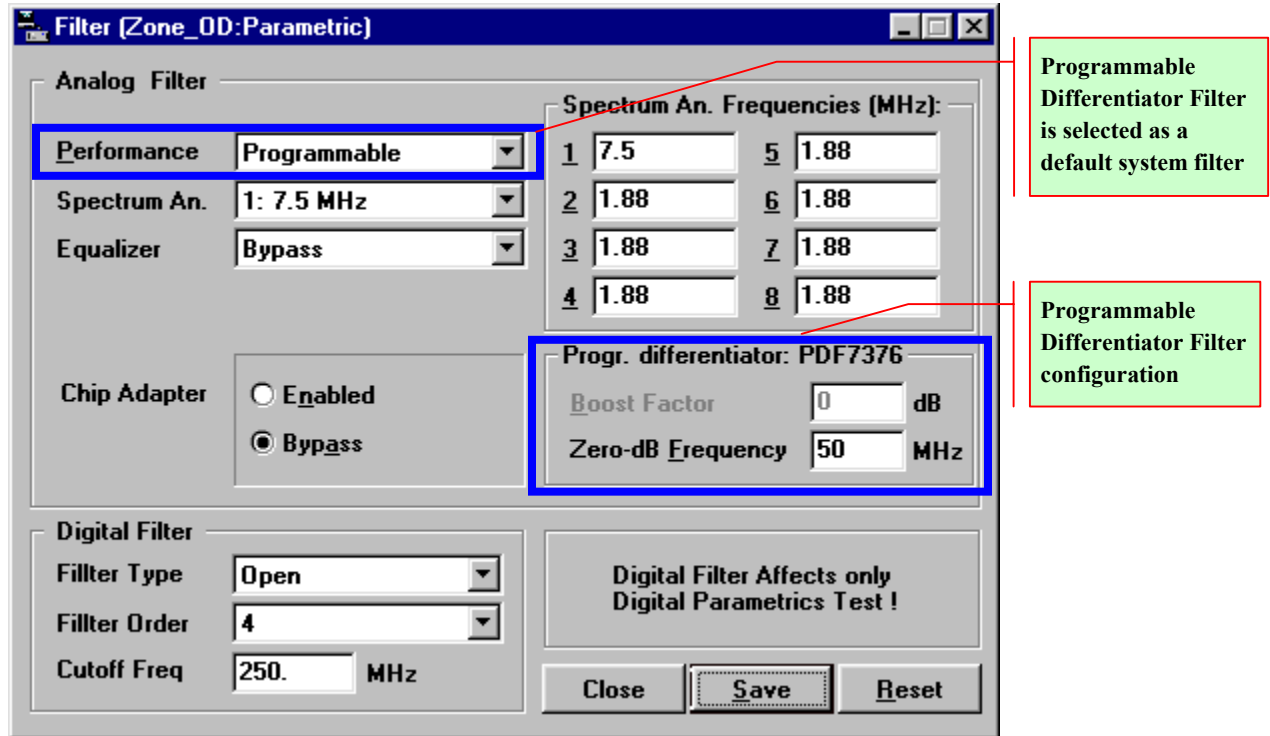 Filter (Zone_OD:Parametric)
Analog Filter
Performance
Programmable
Spectrum An.
1: 7.5 MHz
Equalizer
Bypass
Spectrum An. Frequencies (MHz):
1 7.5
5 1.88
2 1.88
6 1.88
3 1.88
7 1.88
4 1.88
8 1.88
Chip Adapter
Enabled
Bypass
Progr. differentiator: PDF7376
Boost Factor
0
dB
Zero-dB Frequency
50
MHz
Digital Filter
Fillter Type
Open
Fillter Order
4
Cutoff Freq
250.
MHz
Digital Filter Affects only
Digital Parametrics Test !
Close
Save
Reset
Programmable
Differentiator Filter
is selected as a
default system filter
Programmable
Differentiator Filter
configuration